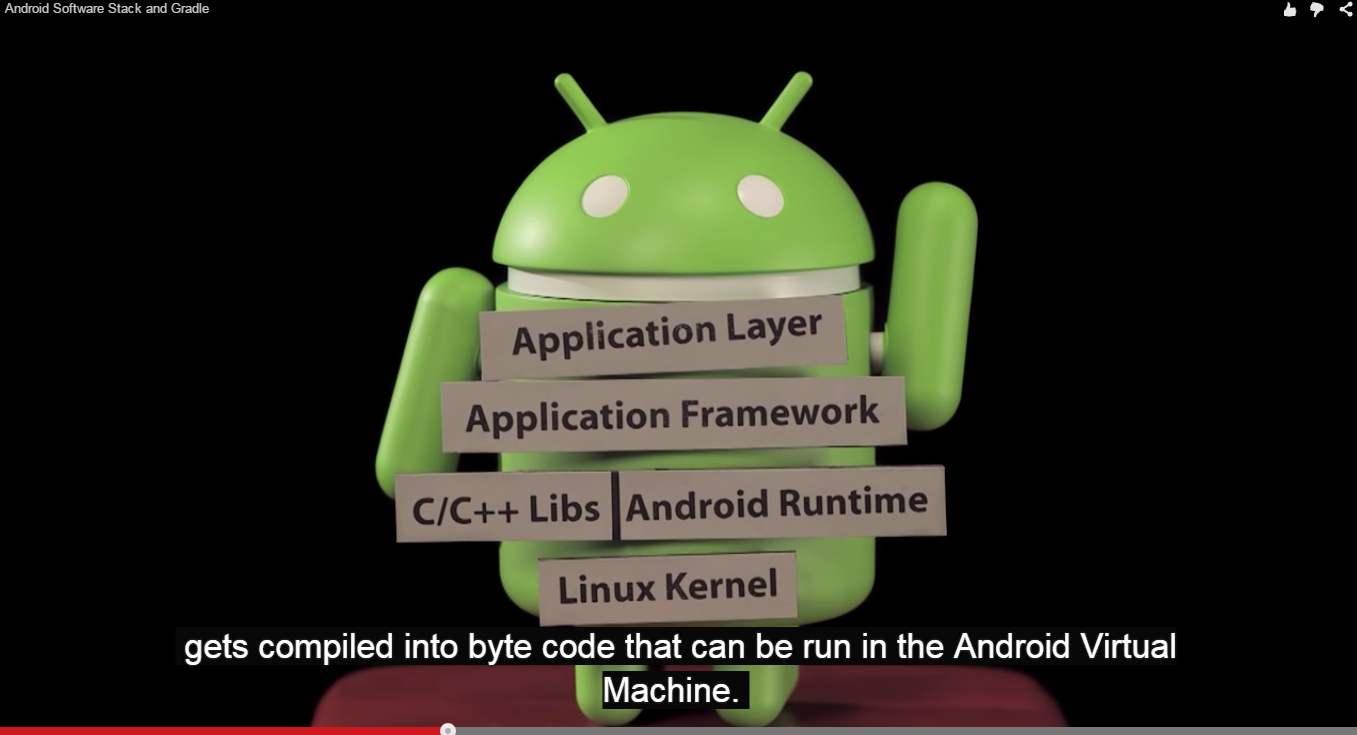 Android Software Stack and Gradle
Application Layer
Application Framework
C/C++ Libs Android Runtime
Linux Kernel
gets compiled into byte code that can be run in the Android Virtual
Machine.